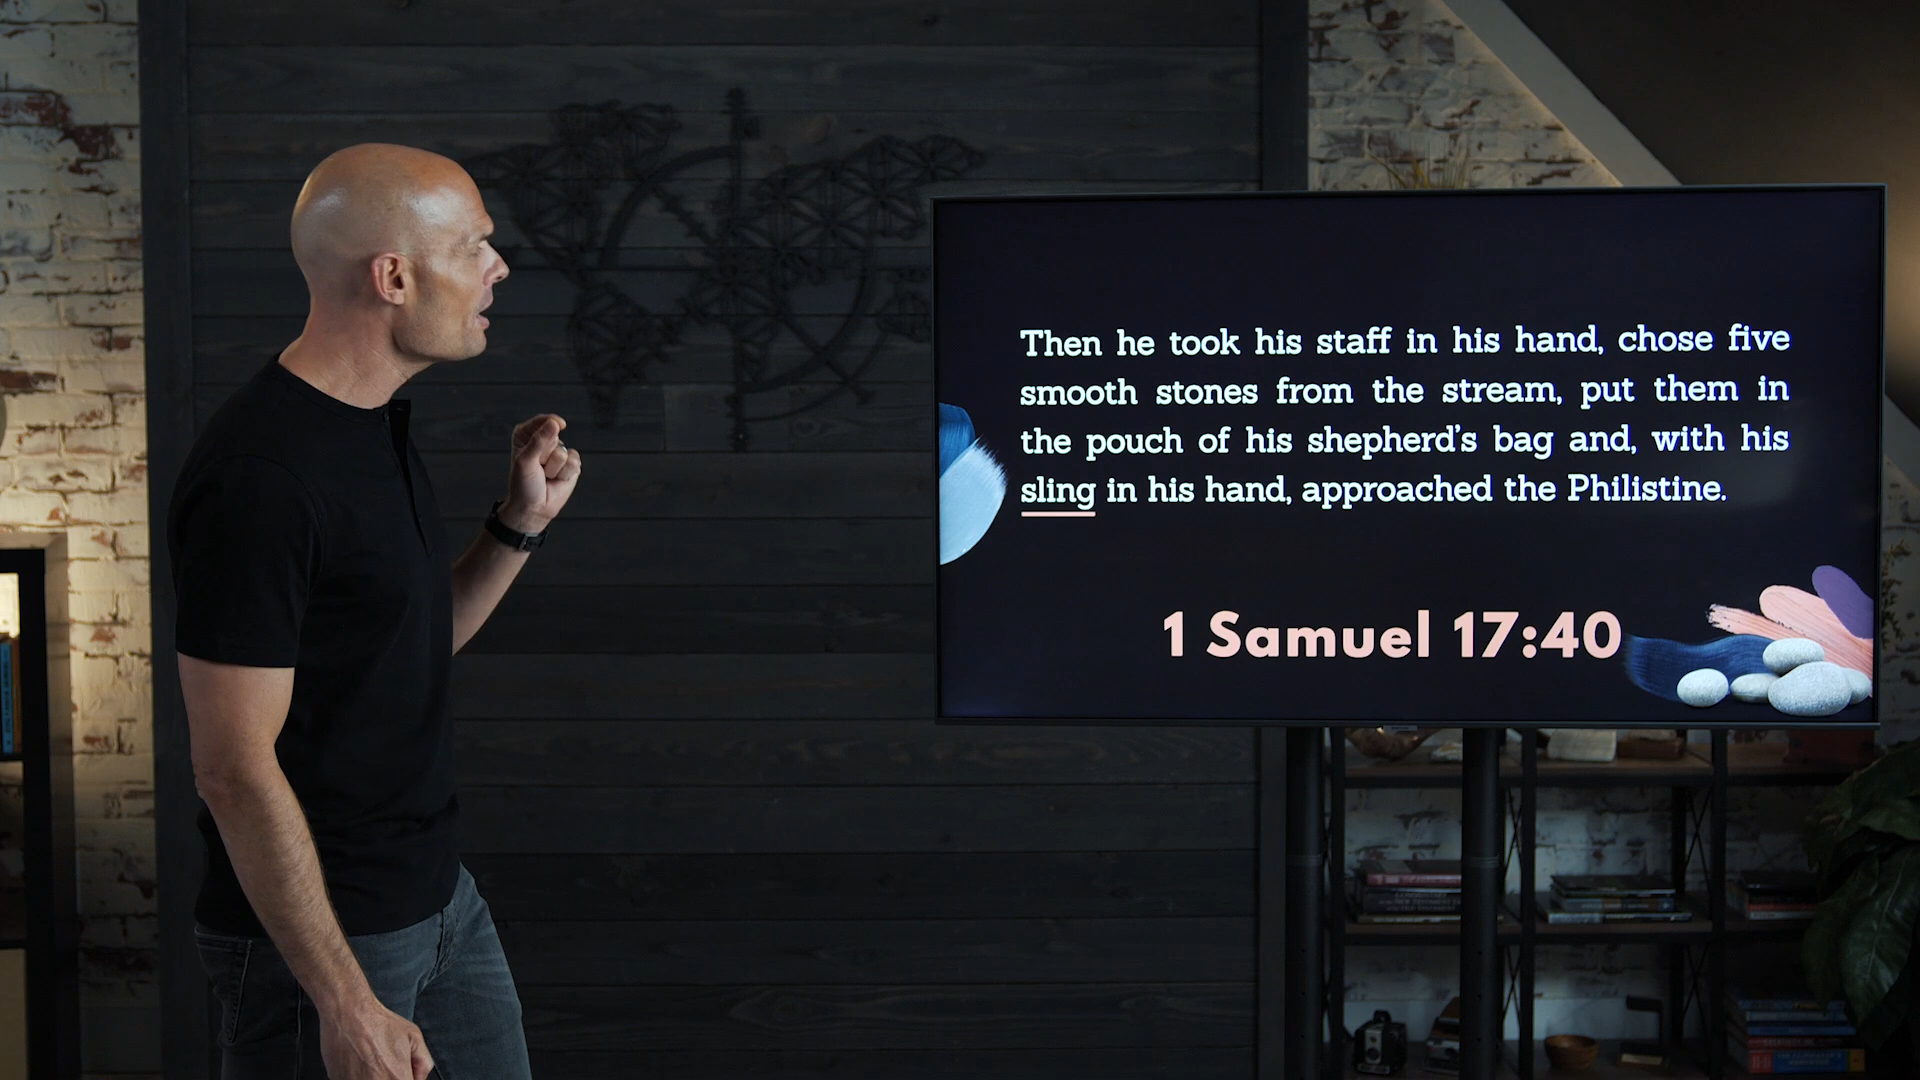 Then he took his staff in his hand, chose five
smooth stones from the stream, put them in
the pouch of his shepherd's bag and, with his
sling in his hand, approached the Philistine.
1 Samuel 17:40